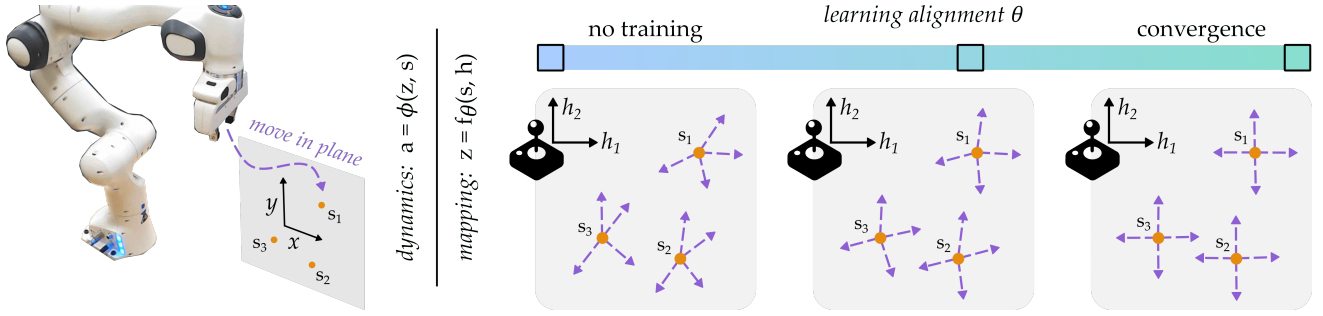 move in plane
y
x
s1
s3
s2
dynamics: a = ϕ(z, s)
mapping: z = fθ(s, h)
learning alignment θ
no training
convergence
h2
h1
s1
s3
s2
h2
h1
s1
s3
s2
h2
h1
s1
s3
s2